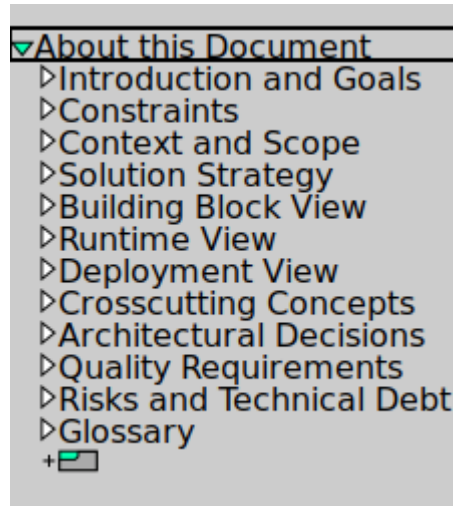 About this Document
Introduction and Goals
Constraints
Context and Scope
Solution Strategy
Building Block View
Runtime View
Deployment View
Crosscutting Concepts
Architectural Decisions
Quality Requirements
Risks and Technical Debt
Glossary
+